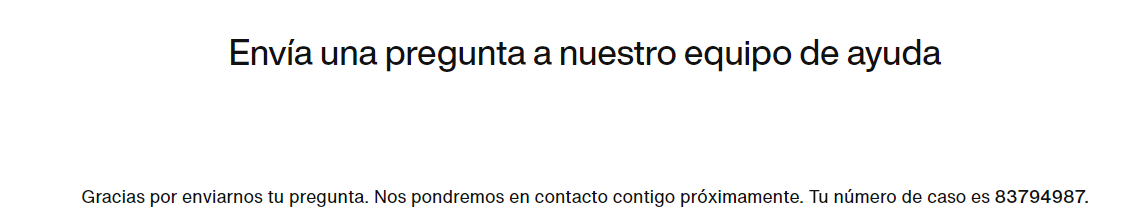 Envía una pregunta a nuestro equipo de ayuda
Gracias por enviarnos tu pregunta. Nos pondremos en contacto contigo próximamente. Tu número de caso es 83794987.